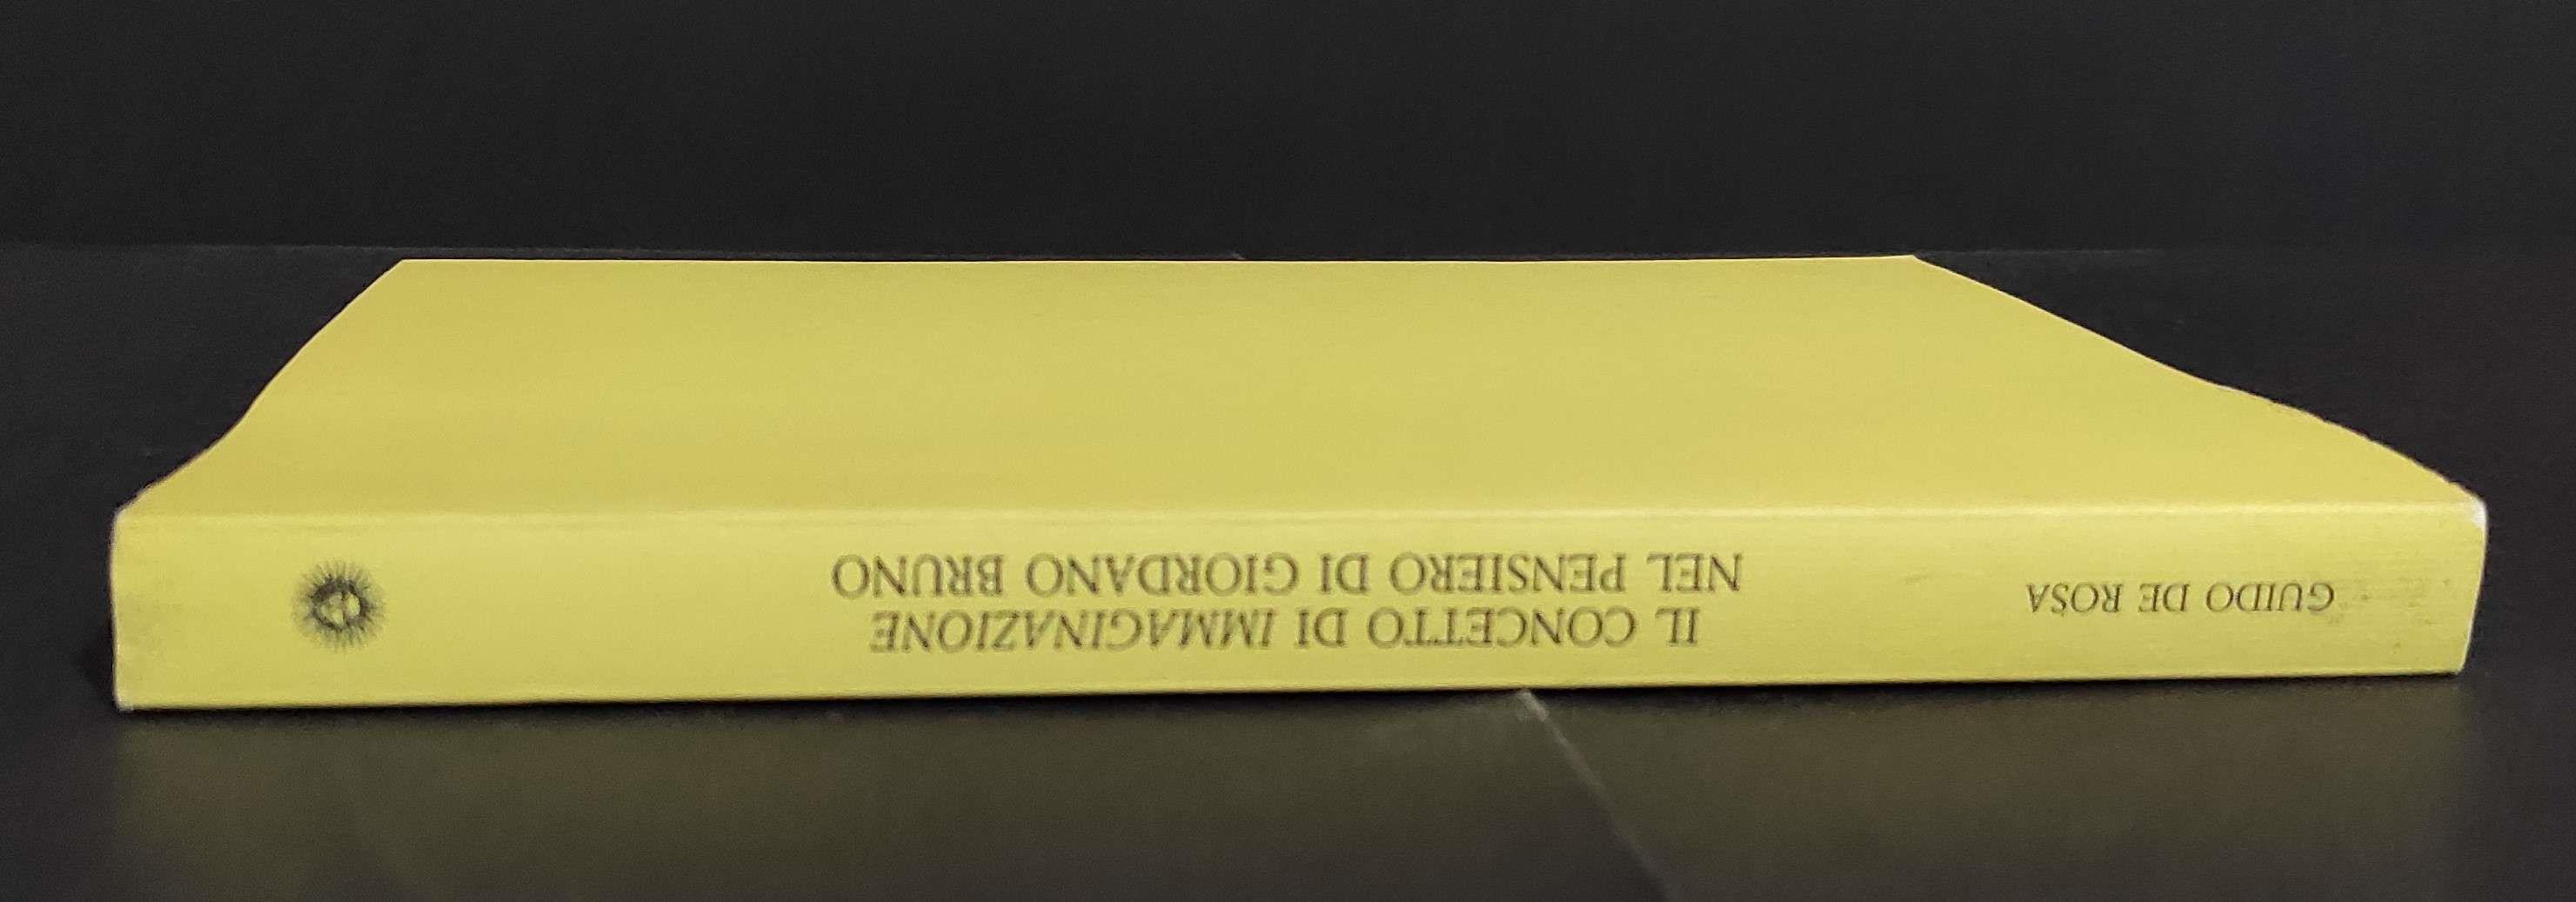 GUIDO DE ROSA
IL CONCETTO DI IMMAGINAZIONE
NEL PENSIERO DI GIORDANO BRUNO